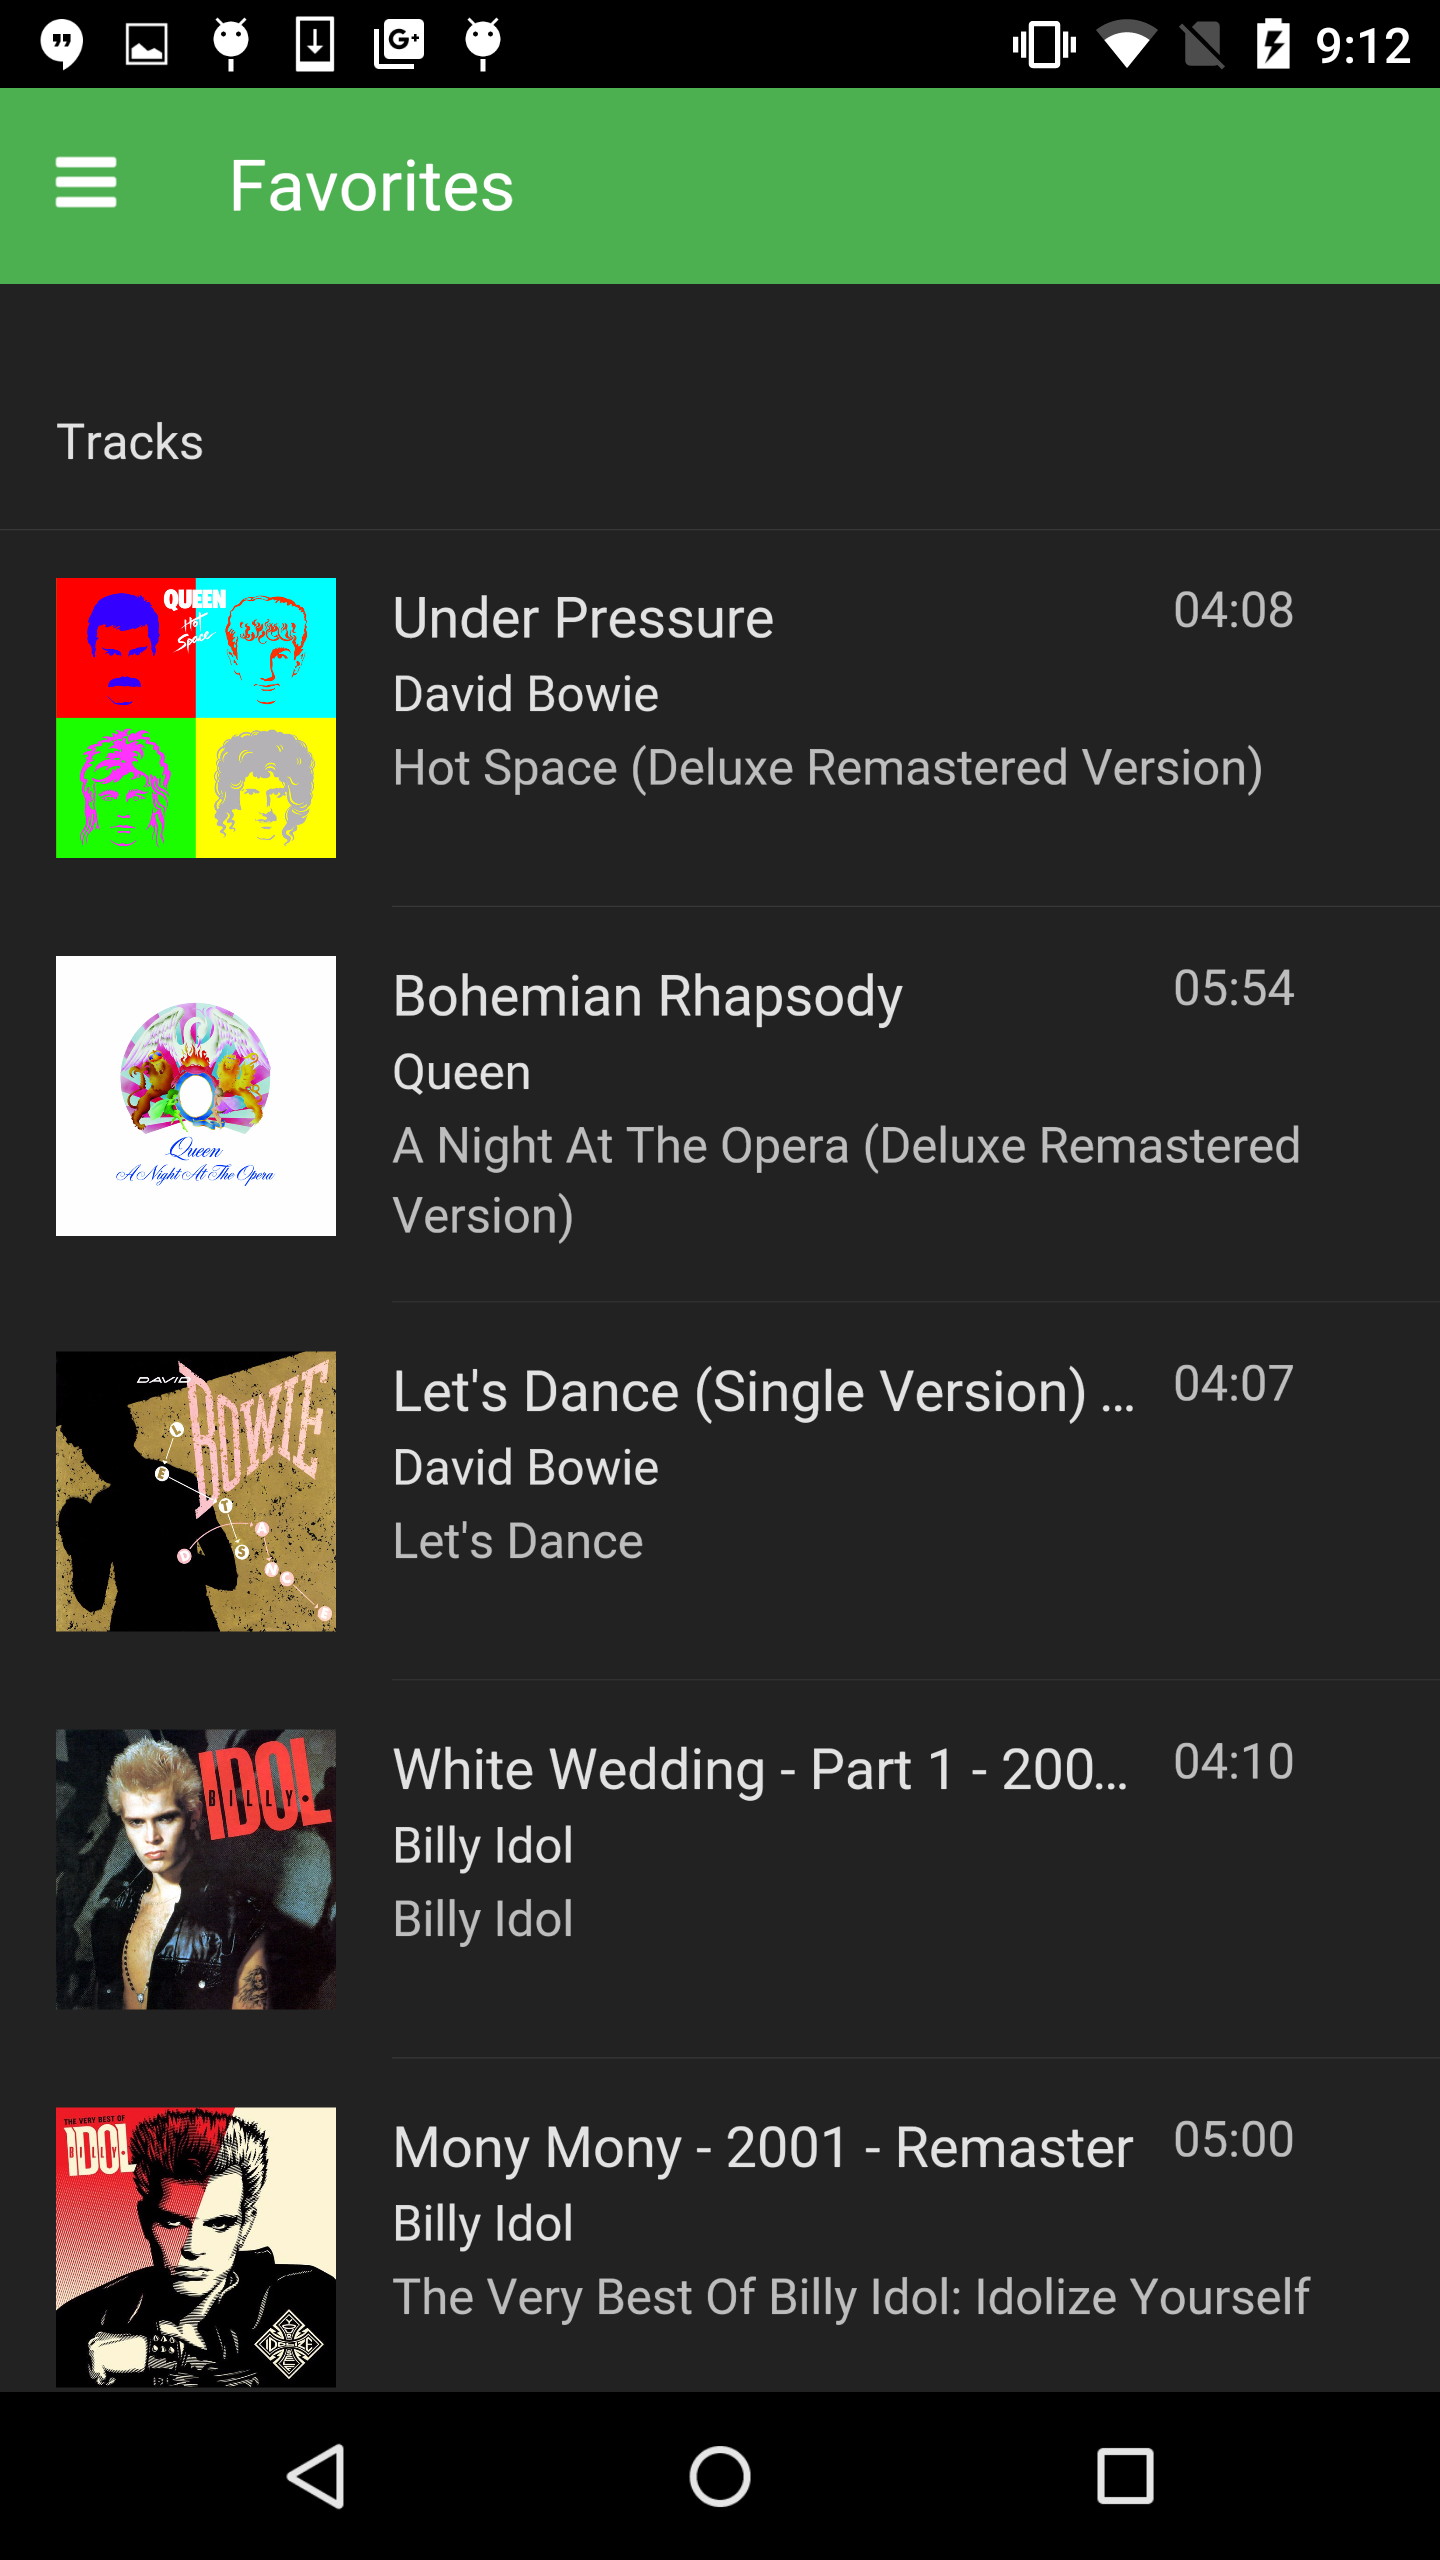 9:12
Favorites
Tracks
QUEEN
Hot
Space
Under Pressure
04:08
David Bowie
Hot Space (Deluxe Remastered Version)
Queen
A Night At The Opera
Bohemian Rhapsody
05:54
Queen
A Night At The Opera (Deluxe Remastered
Version)
DAVID
BOWIE
L
E
T
S
D
A
N
C
E
Let's Dance (Single Version) ...
04:07
David Bowie
Let's Dance
IDOL
BILLY
White Wedding - Part 1 - 200...
04:10
Billy Idol
Billy Idol
THE VERY BEST OF
IDOL
BILLY
Mony Mony - 2001 - Remaster
05:00
Billy Idol
The Very Best Of Billy Idol: Idolize Yourself